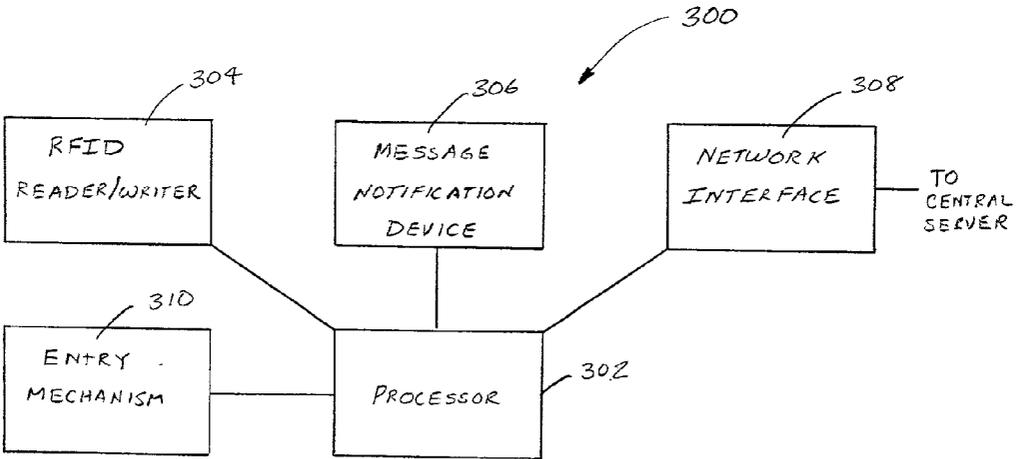 300
304
306
308
RFID
READER/WRITER
MESSAGE
NOTIFICATION
DEVICE
NETWORK
INTERFACE
TO
CENTRAL
SERVER
310
ENTRY
MECHANISM
PROCESSOR
302